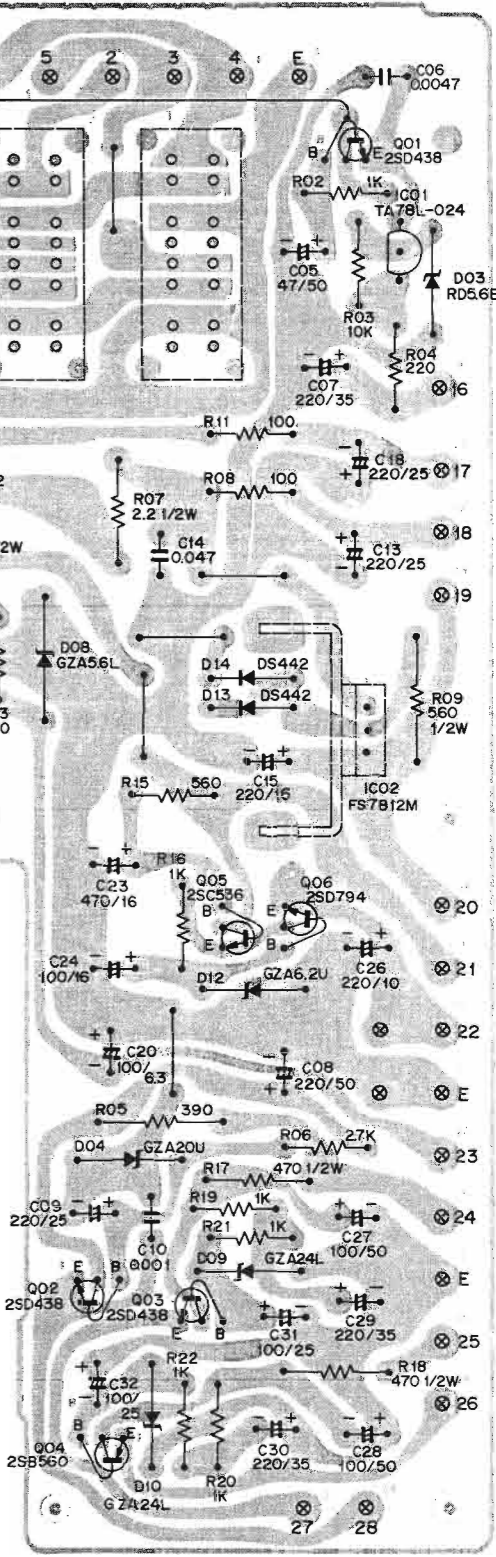 5 2 3 4 E
C06
0.0047
B E Q01
2SD438
R02 1K IC01
TA78L-024
- +
C05
47/50
R03
10K
D03
RD5.6E
- +
C07
220/35
R04
220
16
R11 100
-
+
C18
220/25
17
R08 100
R07
2.2 1/2W
2W
C14
0.047
+
-
C13
220/25
18
19
D08
GZA5.6L
D14 DS442
D13 DS442
R09
560
1/2W
- +
C15
220/16
IC02
FS7812M
R15 560
- +
C23
470/16
R16
1K
Q05
2SC536
B
E
Q06
2SD794
E
B
20
C24
100/16
- +
- +
C26
220/10
21
D12 GZA6.2U
22
+
-
C20
100/
6.3
-
+
C08
220/50
E
R05 390
R06 2.7K
23
D04 GZA20U
R17 470 1/2W
C09
220/25
- +
R19 1K
24
C10
0.001
R21 1K
+ -
C27
100/50
D09 GZA24L
E
E B
Q02
2SD438
Q03
2SD438
E B
- +
C31
100/25
+ -
C29
220/35
25
+
-
C32
100/
25
R22
1K
R18
470 1/2W
26
B E
Q04
2SB560
D10
GZA24L
R20
1K
- +
C30
220/35
- +
C28
100/50
27 28